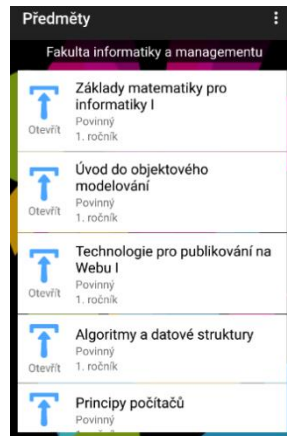 Předměty
Fakulta informatiky a managementu
Základy matematiky pro
informatiky I
Otevřít
Povinný
1. ročník
Úvod do objektového
modelování
Otevřít
Povinný
1. ročník
Technologie pro publikování na
Webu I
Otevřít
Povinný
1. ročník
Algoritmy a datové struktury
Povinný
Otevřít
1. ročník
Principy počítačů
Povinný